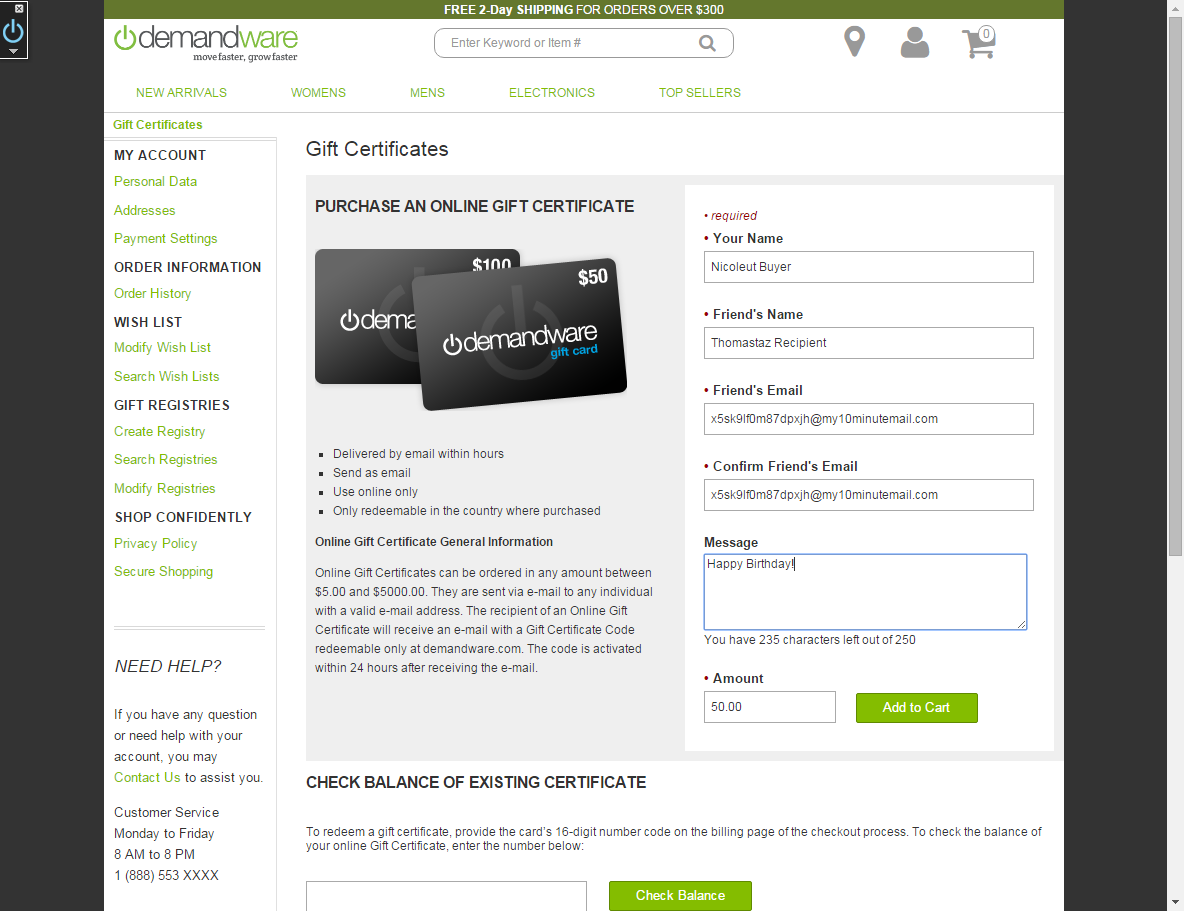 FREE 2-Day SHIPPING FOR ORDERS OVER $300
demandware
move faster, grow faster
Enter Keyword or Item #
0
NEW ARRIVALS
WOMENS
MENS
ELECTRONICS
TOP SELLERS
Gift Certificates
MY ACCOUNT
Personal Data
Addresses
Payment Settings
ORDER INFORMATION
Order History
WISH LIST
Modify Wish List
Search Wish Lists
GIFT REGISTRIES
Create Registry
Search Registries
Modify Registries
SHOP CONFIDENTLY
Privacy Policy
Secure Shopping
NEED HELP?
If you have any question
or need help with your
account, you may
Contact Us to assist you.
Customer Service
Monday to Friday
8 AM to 8 PM
1 (888) 553 XXXX
Gift Certificates
PURCHASE AN ONLINE GIFT CERTIFICATE
$100
dema
$50
demandware
gift card
▪ Delivered by email within hours
▪ Send as email
▪ Use online only
▪ Only redeemable in the country where purchased
Online Gift Certificate General Information
Online Gift Certificates can be ordered in any amount between
$5.00 and $5000.00. They are sent via e-mail to any individual
with a valid e-mail address. The recipient of an Online Gift
Certificate will receive an e-mail with a Gift Certificate Code
redeemable only at demandware.com. The code is activated
within 24 hours after receiving the e-mail.
• required
• Your Name
Nicoleut Buyer
• Friend's Name
Thomastaz Recipient
• Friend's Email
x5sk9lf0m87dpxjh@my10minutemail.com
• Confirm Friend's Email
x5sk9lf0m87dpxjh@my10minutemail.com
Message
Happy Birthday!
You have 235 characters left out of 250
• Amount
50.00
Add to Cart
CHECK BALANCE OF EXISTING CERTIFICATE
To redeem a gift certificate, provide the card's 16-digit number code on the billing page of the checkout process. To check the balance of
your online Gift Certificate, enter the number below:
Check Balance